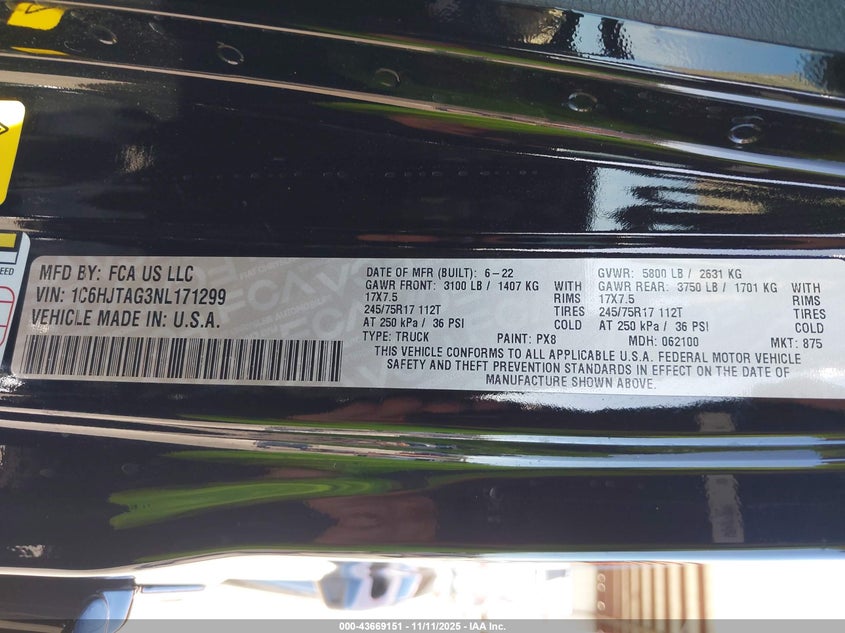 MFD BY: FCA US LLC
VIN: 1C6HJTAG3NL171299
VEHICLE MADE IN: U.S.A.
DATE OF MFR (BUILT): 6-22
GAWR FRONT: 3100 LB / 1407 KG WITH
17X7.5 RIMS
245/75R17 112T TIRES
AT 250 kPa / 36 PSI COLD
TYPE: TRUCK PAINT: PX8
GVWR: 5800 LB / 2631 KG
GAWR REAR: 3750 LB / 1701 KG WITH
17X7.5 RIMS
245/75R17 112T TIRES
AT 250 kPa / 36 PSI COLD
MDH: 062100 MKT: 875
THIS VEHICLE CONFORMS TO ALL APPLICABLE U.S.A. FEDERAL MOTOR VEHICLE
SAFETY AND THEFT PREVENTION STANDARDS IN EFFECT ON THE DATE OF
MANUFACTURE SHOWN ABOVE.
000-43669151 - 11/11/2025 - IAA Inc.